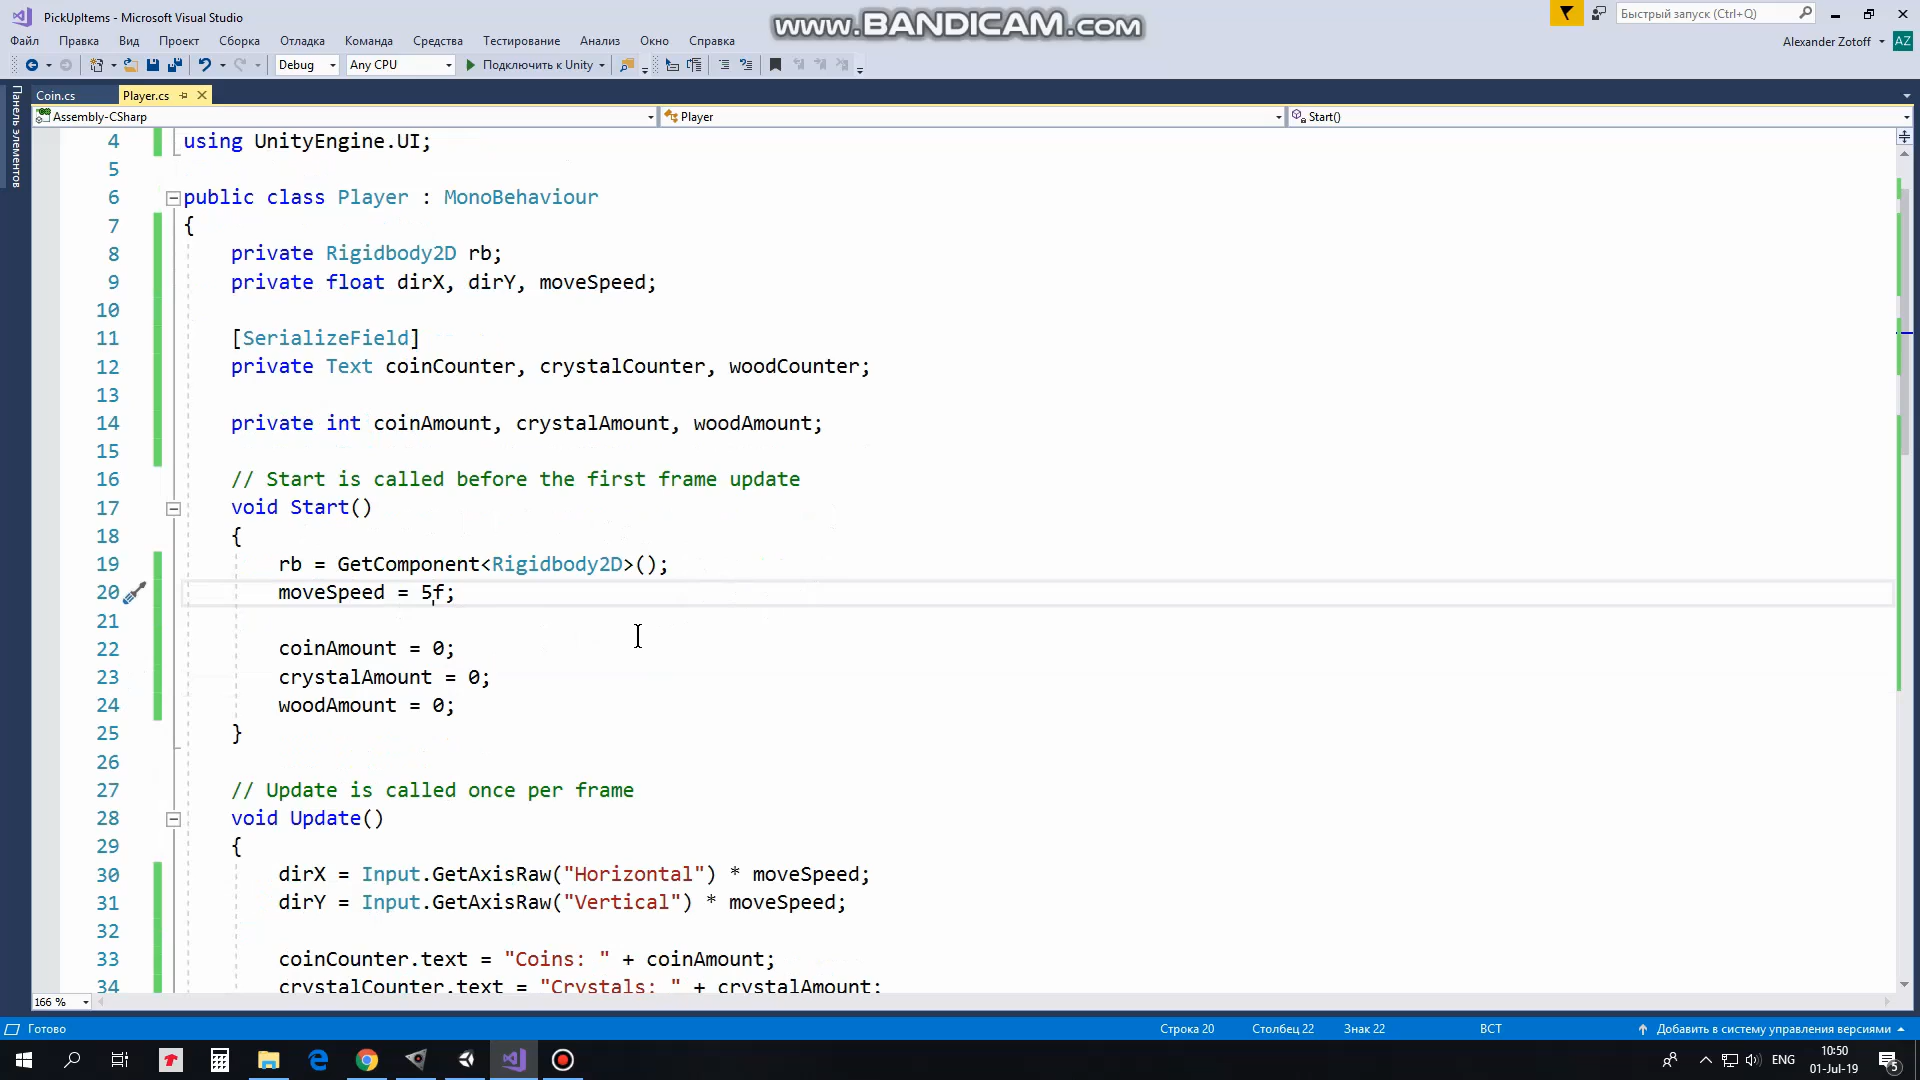 PickUpItems - Microsoft Visual Studio
www.BANDICAM.com
Быстрый запуск (Ctrl+Q)
Файл Правка Вид Проект Сборка Отладка Команда Средства Тестирование Анализ Окно Справка
Alexander Zotoff AZ
Debug Any CPU Подключить к Unity
Панель элементов
Coin.cs Player.cs
Assembly-CSharp Player Start()
4 using UnityEngine.UI;
5
6 public class Player : MonoBehaviour
7 {
8 private Rigidbody2D rb;
9 private float dirX, dirY, moveSpeed;
10
11 [SerializeField]
12 private Text coinCounter, crystalCounter, woodCounter;
13
14 private int coinAmount, crystalAmount, woodAmount;
15
16 // Start is called before the first frame update
17 void Start()
18 {
19 rb = GetComponent<Rigidbody2D>();
20 moveSpeed = 5f;
21
22 coinAmount = 0;
23 crystalAmount = 0;
24 woodAmount = 0;
25 }
26
27 // Update is called once per frame
28 void Update()
29 {
30 dirX = Input.GetAxisRaw("Horizontal") * moveSpeed;
31 dirY = Input.GetAxisRaw("Vertical") * moveSpeed;
32
33 coinCounter.text = "Coins: " + coinAmount;
34 crystalCounter.text = "Crystals: " + crystalAmount;
166 %
Готово Строка 20 Столбец 22 Знак 22 ВСТ Добавить в систему управления версиями
ENG 10:50
01-Jul-19 5